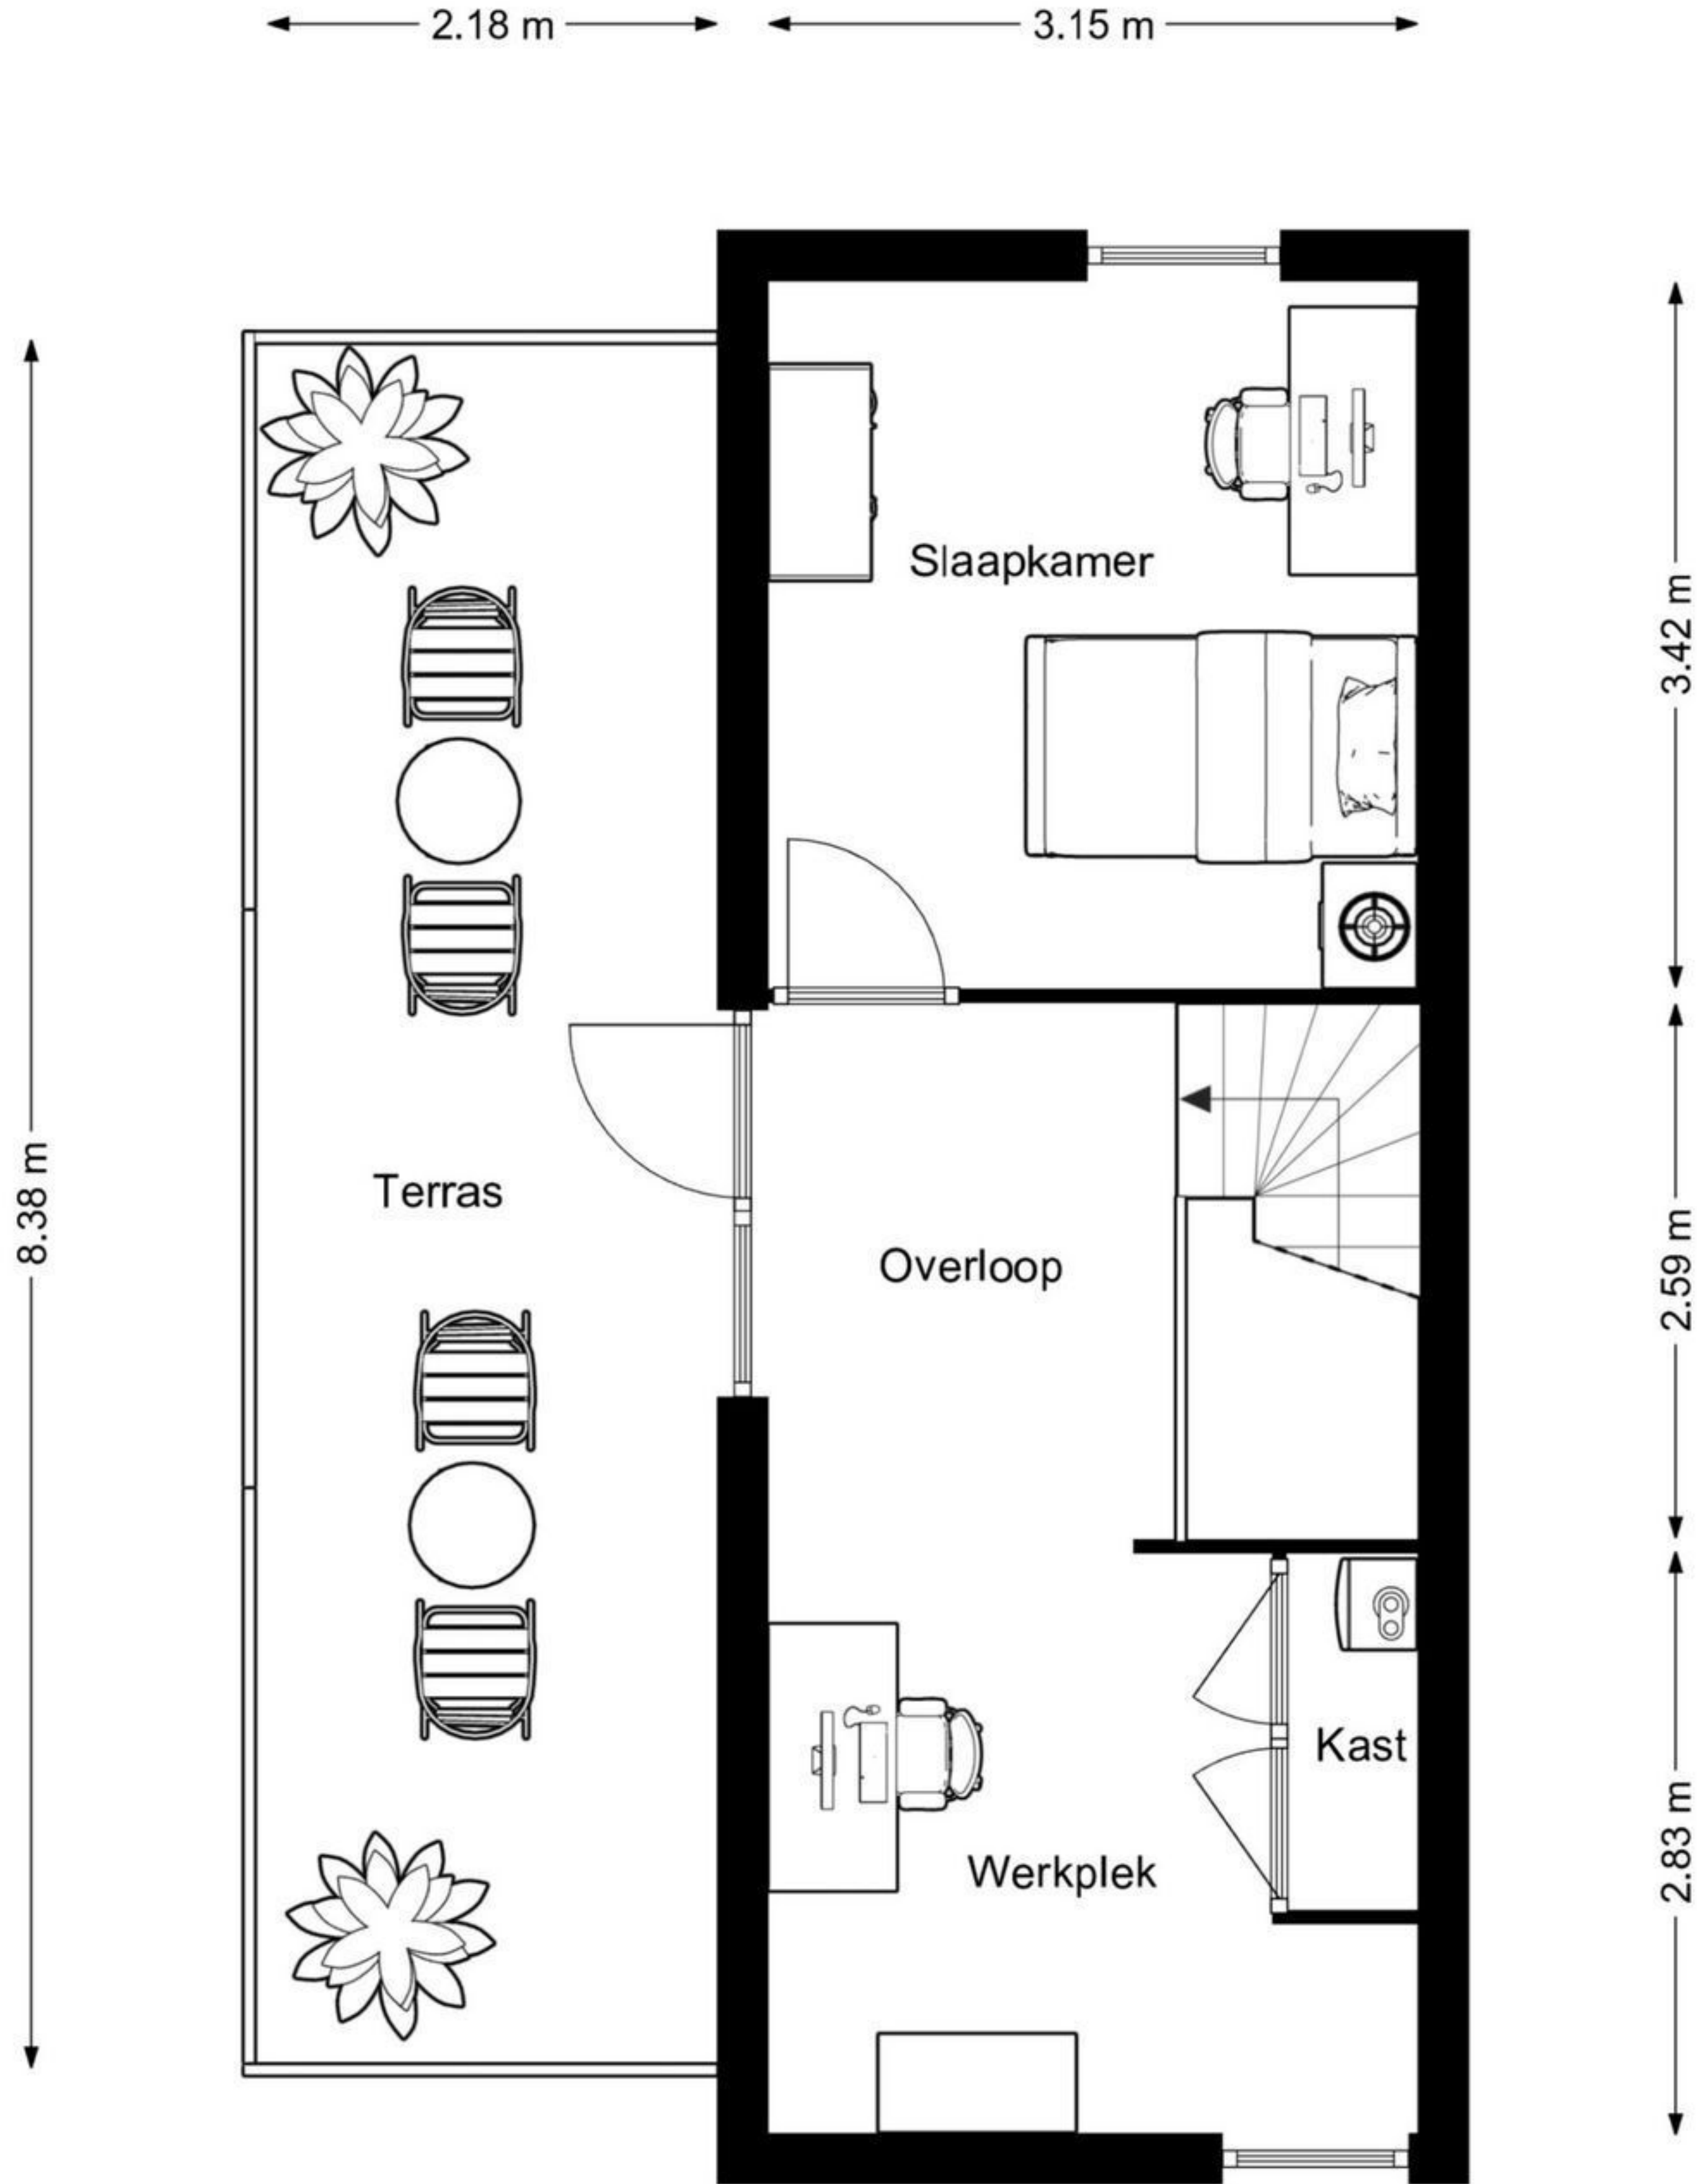 2.18 m
3.15 m
Slaapkamer
3.42 m
8.38 m
Terras
Overloop
2.59 m
Kast
Werkplek
2.83 m